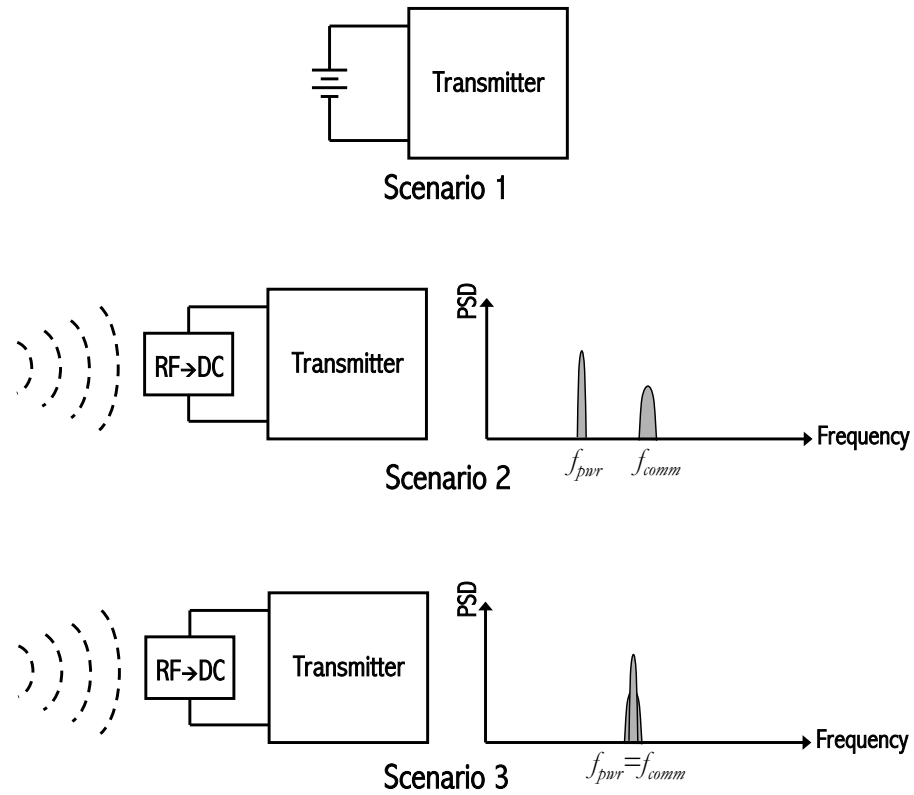 Transmitter
Scenario 1
RF→DC
Transmitter
PSD
Frequency
f_pwr f_comm
Scenario 2
RF→DC
Transmitter
PSD
Frequency
f_pwr=f_comm
Scenario 3